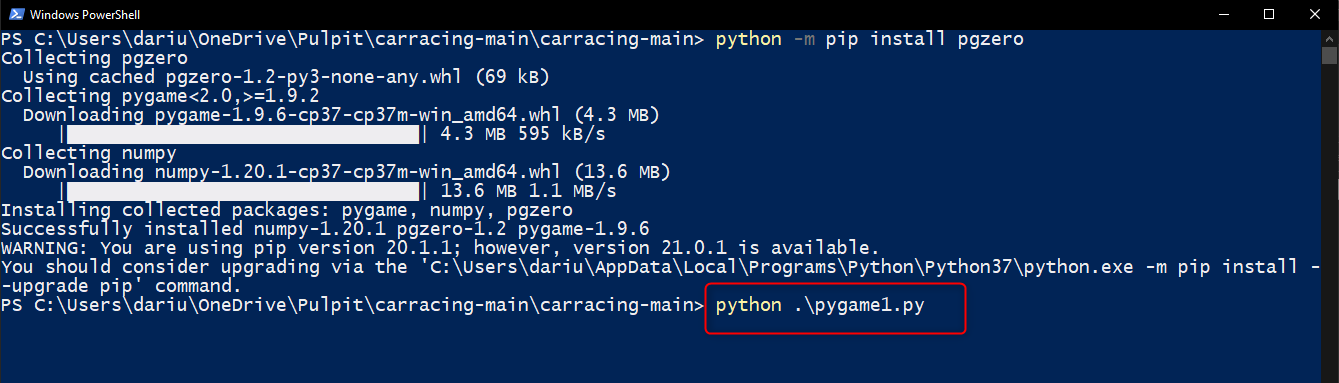 Windows PowerShell
PS C:\Users\dariu\OneDrive\Pulpit\carracing-main\carracing-main> python -m pip install pgzero
Collecting pgzero
  Using cached pgzero-1.2-py3-none-any.whl (69 kB)
Collecting pygame<2.0,>=1.9.2
  Downloading pygame-1.9.6-cp37-cp37m-win_amd64.whl (4.3 MB)
     |████████████████████████████████| 4.3 MB 595 kB/s
Collecting numpy
  Downloading numpy-1.20.1-cp37-cp37m-win_amd64.whl (13.6 MB)
     |████████████████████████████████| 13.6 MB 1.1 MB/s
Installing collected packages: pygame, numpy, pgzero
Successfully installed numpy-1.20.1 pgzero-1.2 pygame-1.9.6
WARNING: You are using pip version 20.1.1; however, version 21.0.1 is available.
You should consider upgrading via the 'C:\Users\dariu\AppData\Local\Programs\Python\Python37\python.exe -m pip install -
-upgrade pip' command.
PS C:\Users\dariu\OneDrive\Pulpit\carracing-main\carracing-main> python .\pygame1.py